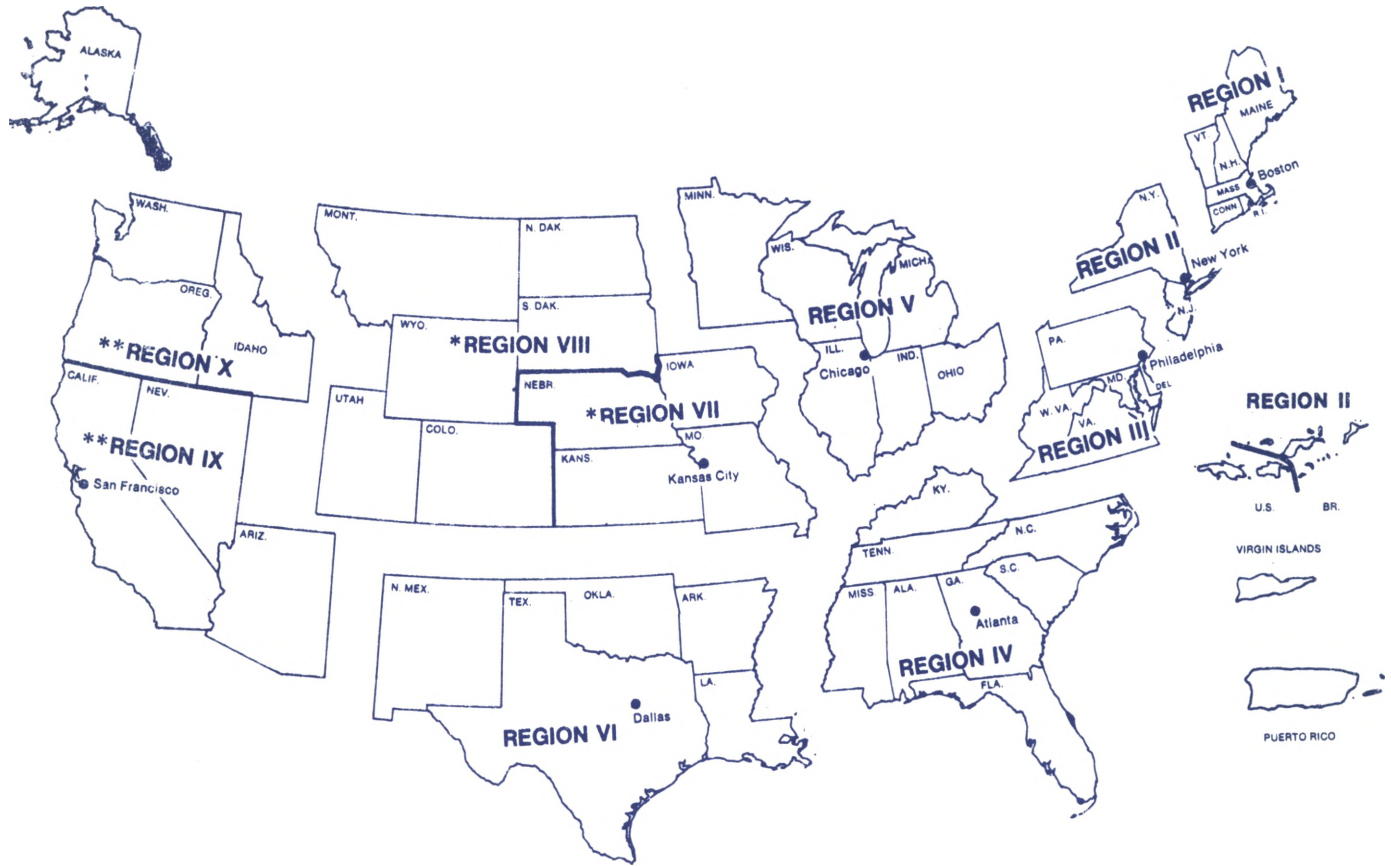 ALASKA
REGION I
MAINE
VT.
N.H.
Boston
MASS
CONN
R.I.
WASH.
MONT.
N. DAK.
MINN.
N.Y.
WIS.
REGION II
New York
MICH.
OREG.
S. DAK.
REGION V
N.J.
WYO.
**REGION X
IDAHO
*REGION VIII
PA.
ILL.
IND.
Philadelphia
Chicago
IOWA
OHIO
MD.
DEL
CALIF.
NEV.
UTAH
NEBR.
*REGION VII
W. VA.
VA.
REGION II
COLO.
MO.
REGION III
**REGION IX
KANS.
Kansas City
San Francisco
KY.
U.S.
BR.
ARIZ.
N.C.
TENN.
VIRGIN ISLANDS
S.C.
N. MEX.
TEX.
OKLA.
ARK.
MISS
ALA.
GA.
Atlanta
REGION IV
LA.
FLA.
Dallas
REGION VI
PUERTO RICO